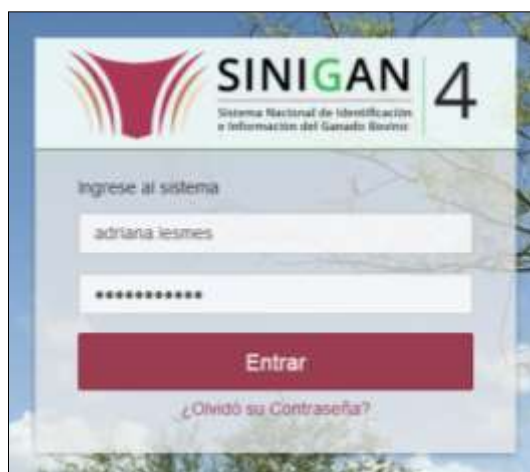 SINIGAN 4
Sistema Nacional de Identificación
e Información del Ganado Bovino
Ingrese al sistema
adriana lesmes
•••••••••••
Entrar
¿Olvidó su Contraseña?